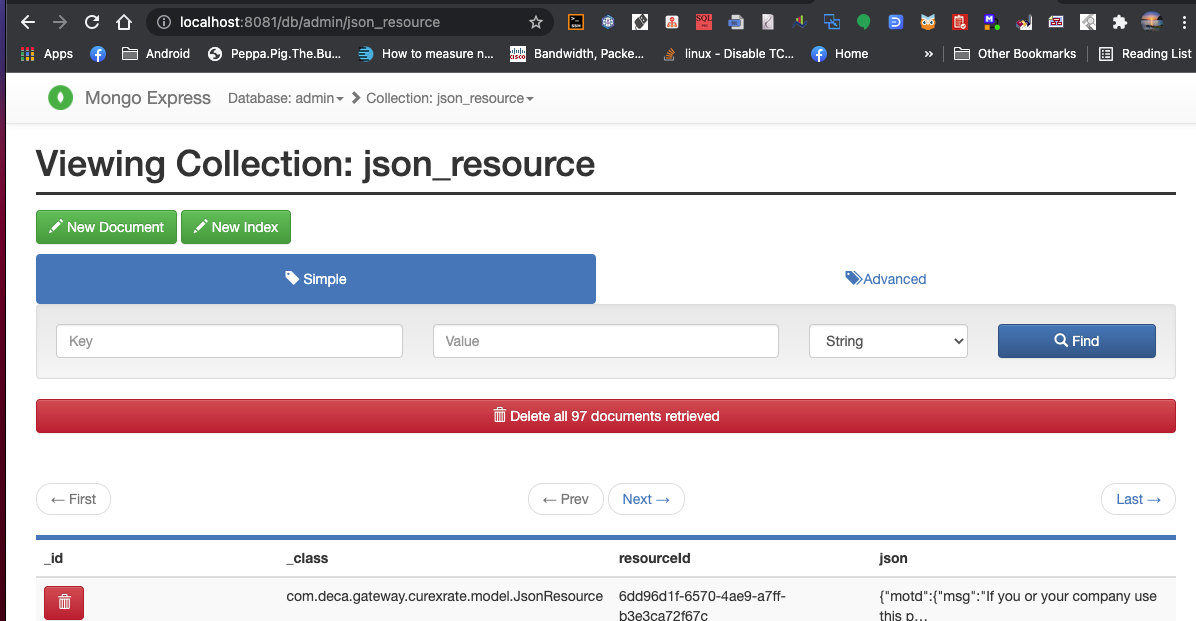 localhost:8081/db/admin/json_resource
Apps Android Peppa.Pig.The.Bu... How to measure n... Bandwidth, Packe... linux - Disable TC... Home » Other Bookmarks Reading List
Mongo Express Database: admin Collection: json_resource
Viewing Collection: json_resource
New Document New Index
Simple Advanced
Key Value String Find
Delete all 97 documents retrieved
← First ← Prev Next → Last →
_id _class resourceId json
com.deca.gateway.curexrate.model.JsonResource 6dd96d1f-6570-4ae9-a7ff- {"motd":{"msg":"If you or your company use
b3e3ca72f67c this p...